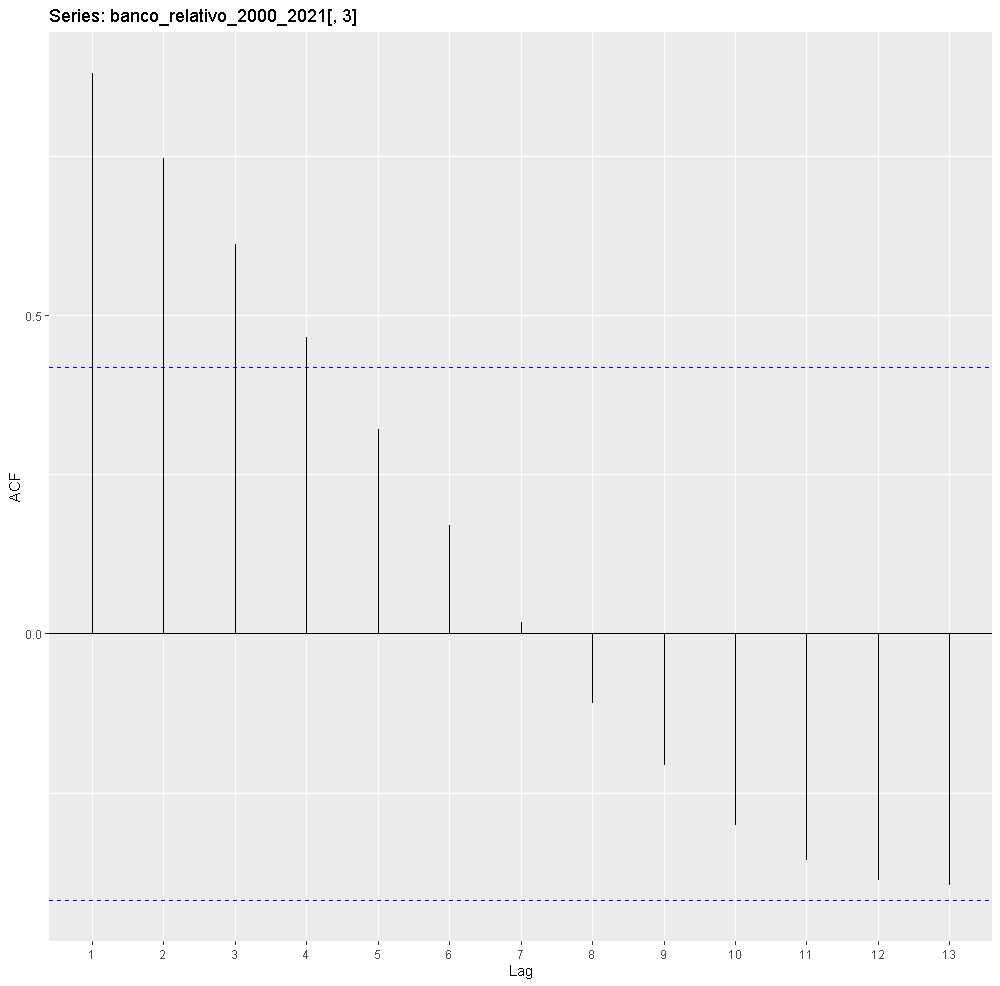 Series: banco_relativo_2000_2021[, 3]
ACF
0.5
0.0
1 2 3 4 5 6 7 8 9 10 11 12 13
Lag